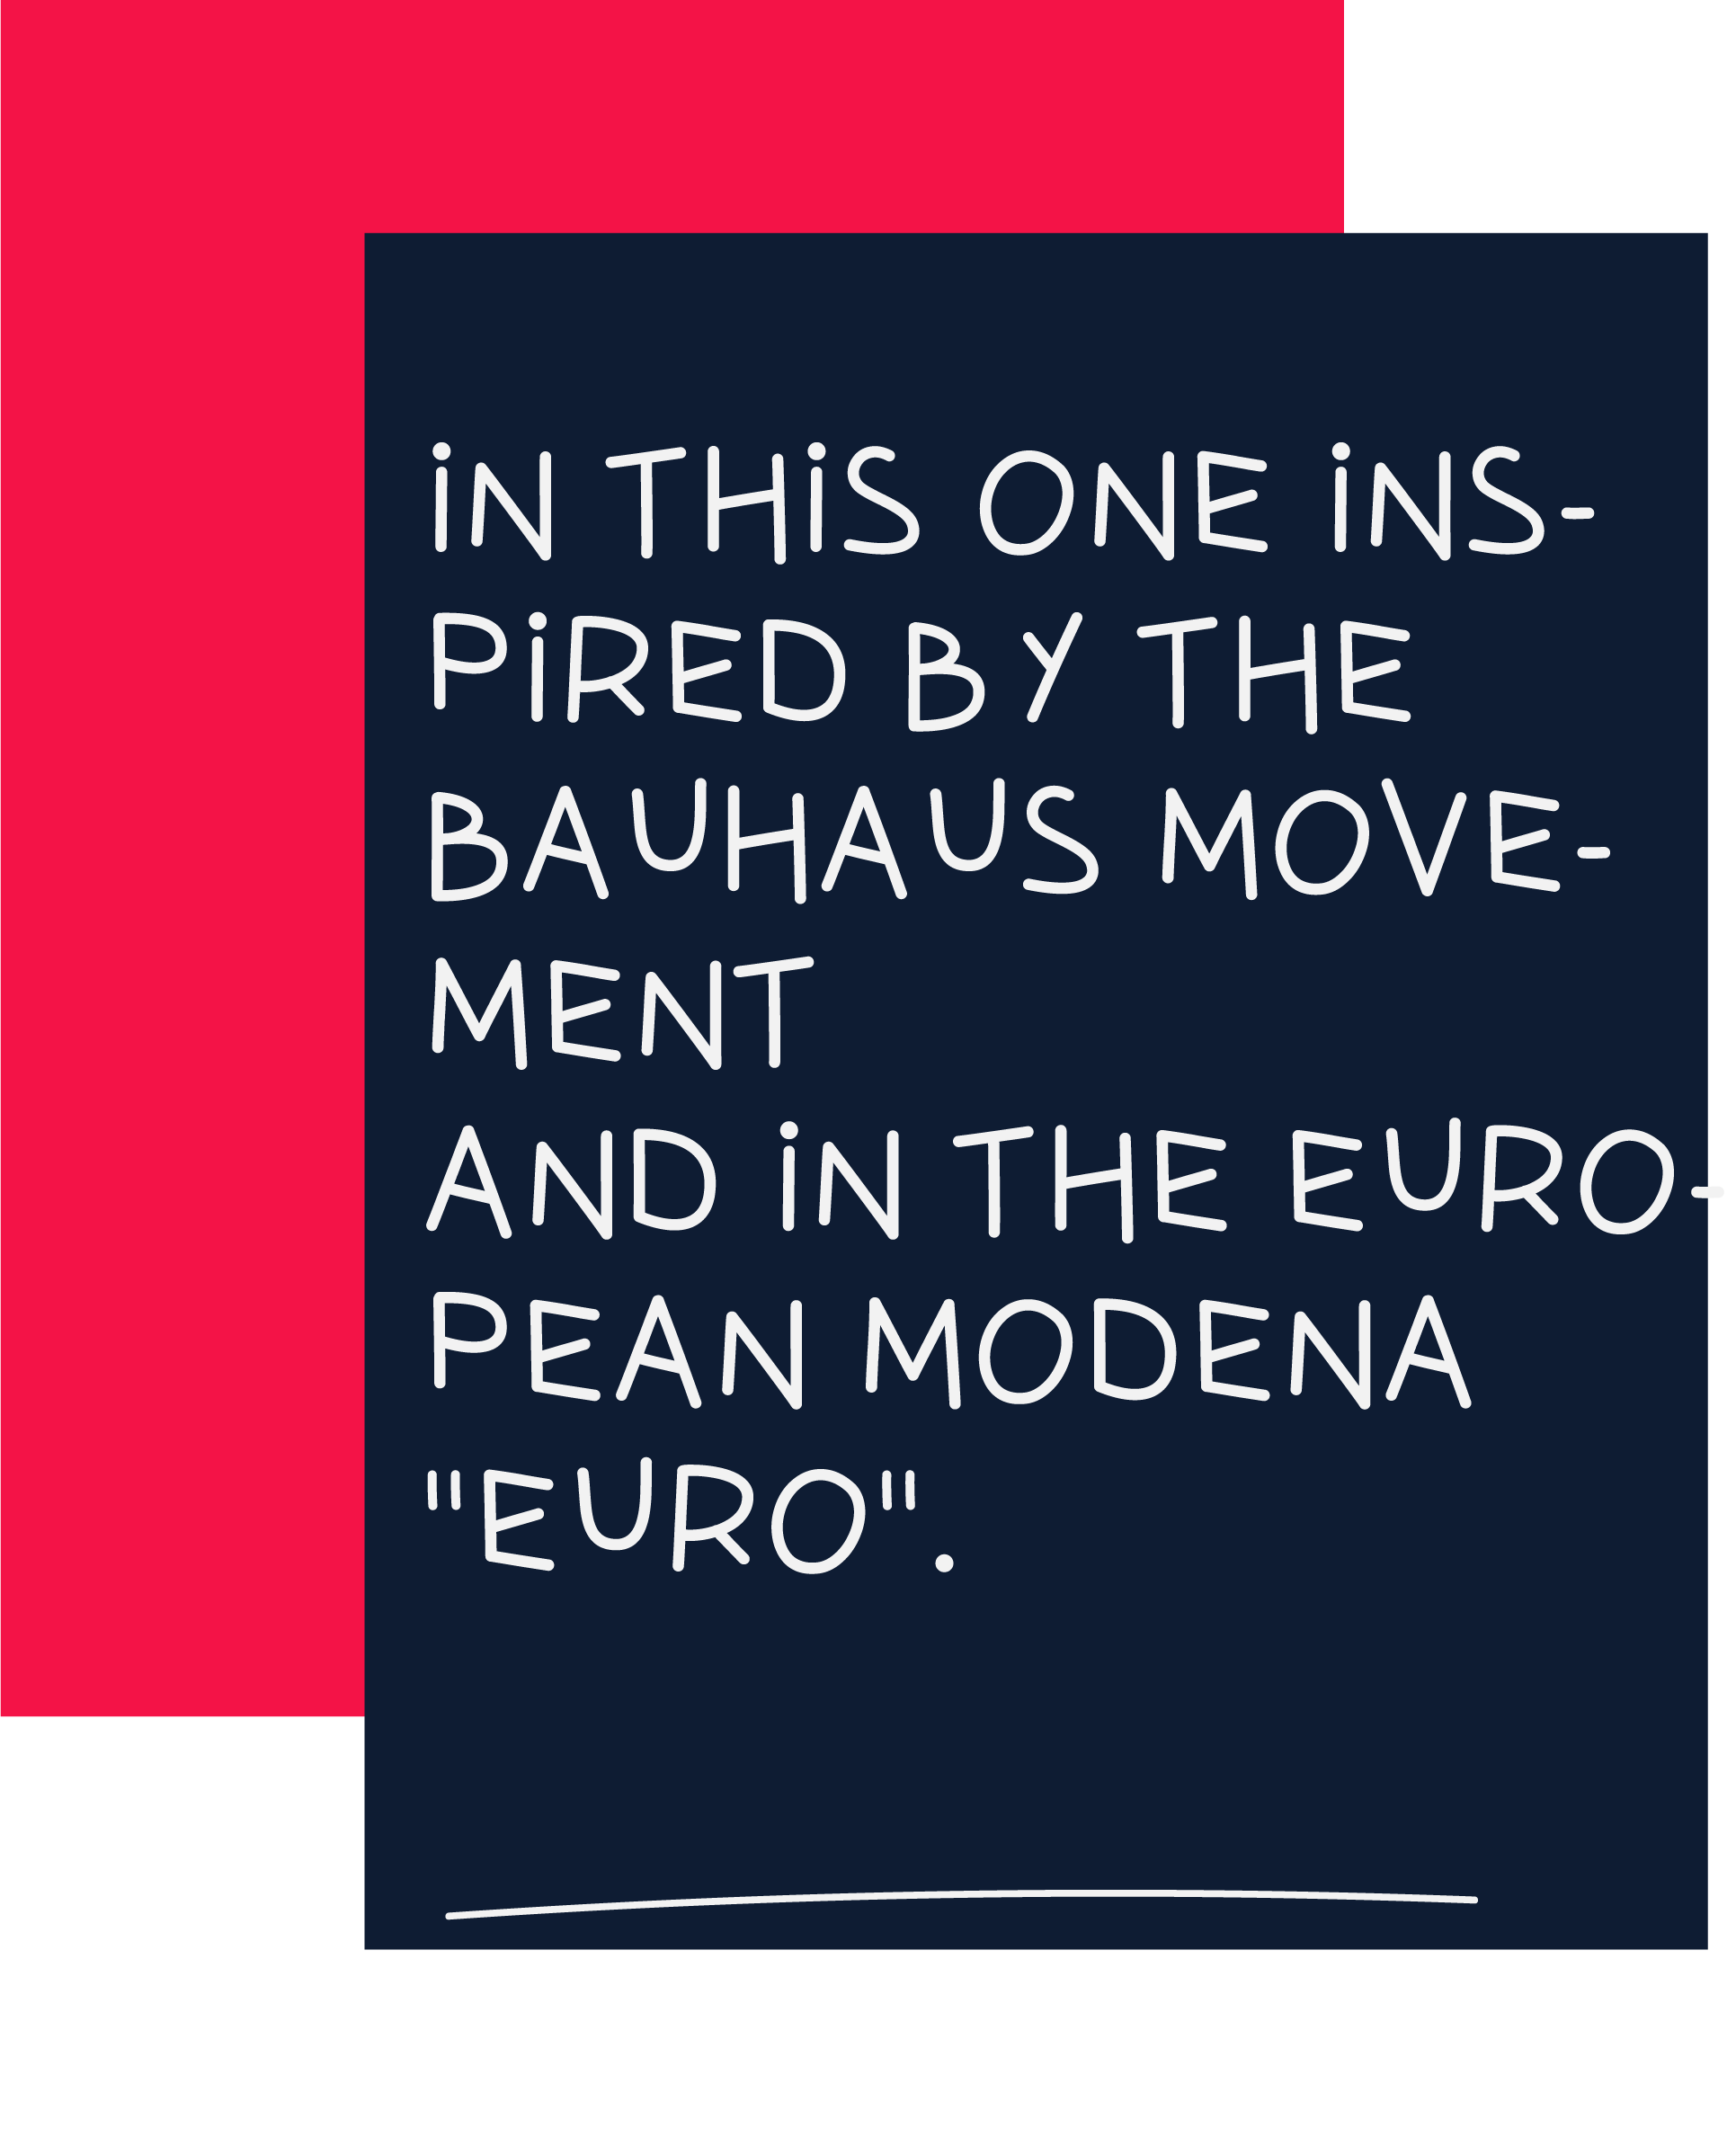 IN THIS ONE INS-
PIRED BY THE
BAUHAUS MOVE-
MENT
AND IN THE EURO-
PEAN MODENA
"EURO".